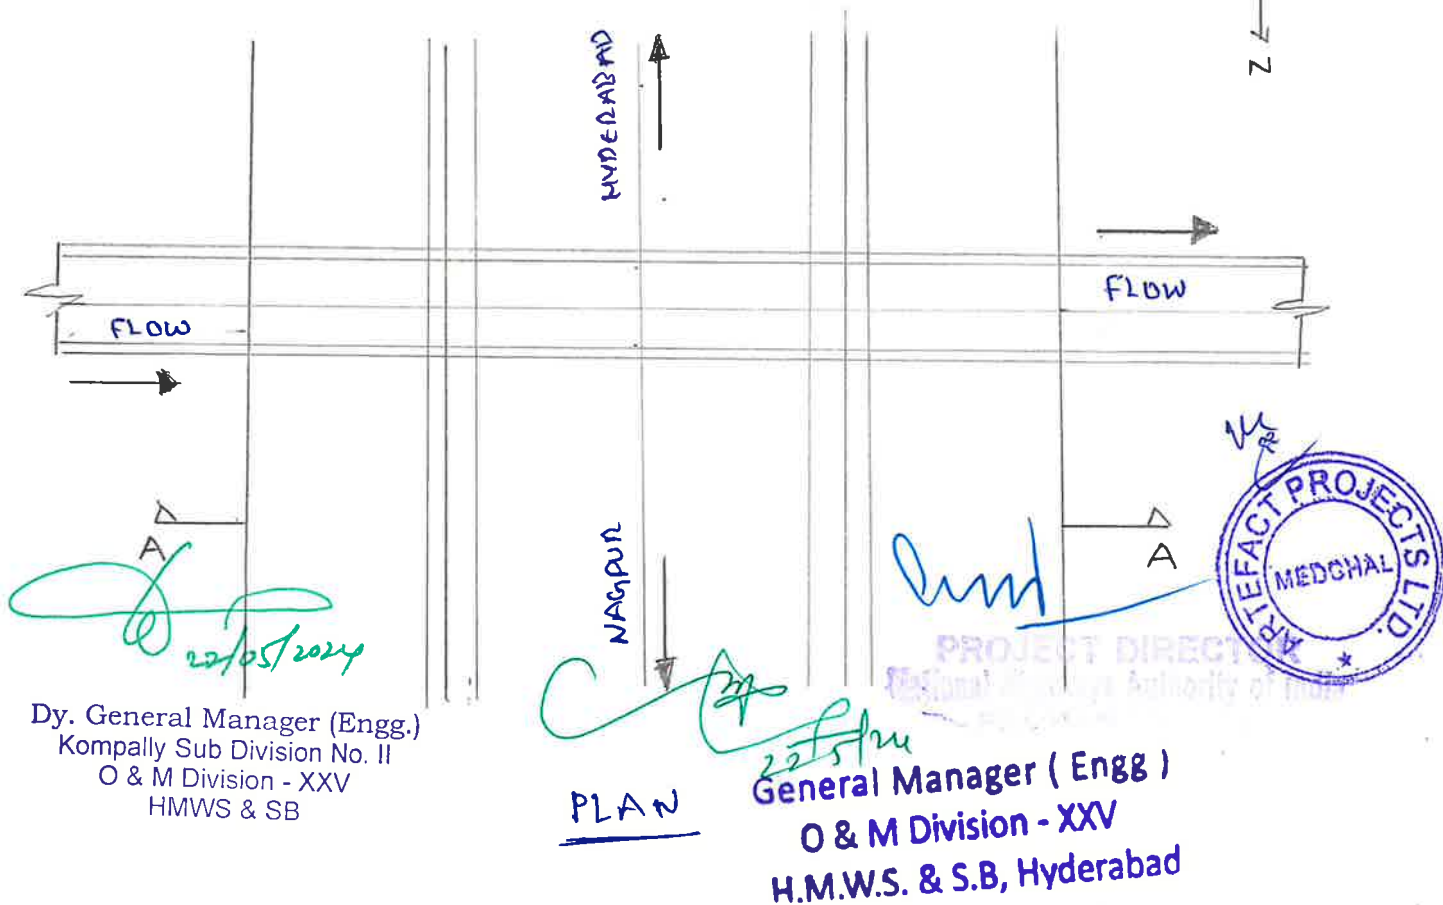 N
HYDERABAD
FLOW
FLOW
A
A
NAGPUR
ARTEFACT PROJECTS LTD.
MEDCHAL
22/05/2024
PROJECT DIRECTOR
National Highways Authority of India
Dy. General Manager (Engg.)
Kompally Sub Division No. II
O & M Division - XXV
HMWS & SB
22/5/24
PLAN
General Manager ( Engg )
O & M Division - XXV
H.M.W.S. & S.B, Hyderabad